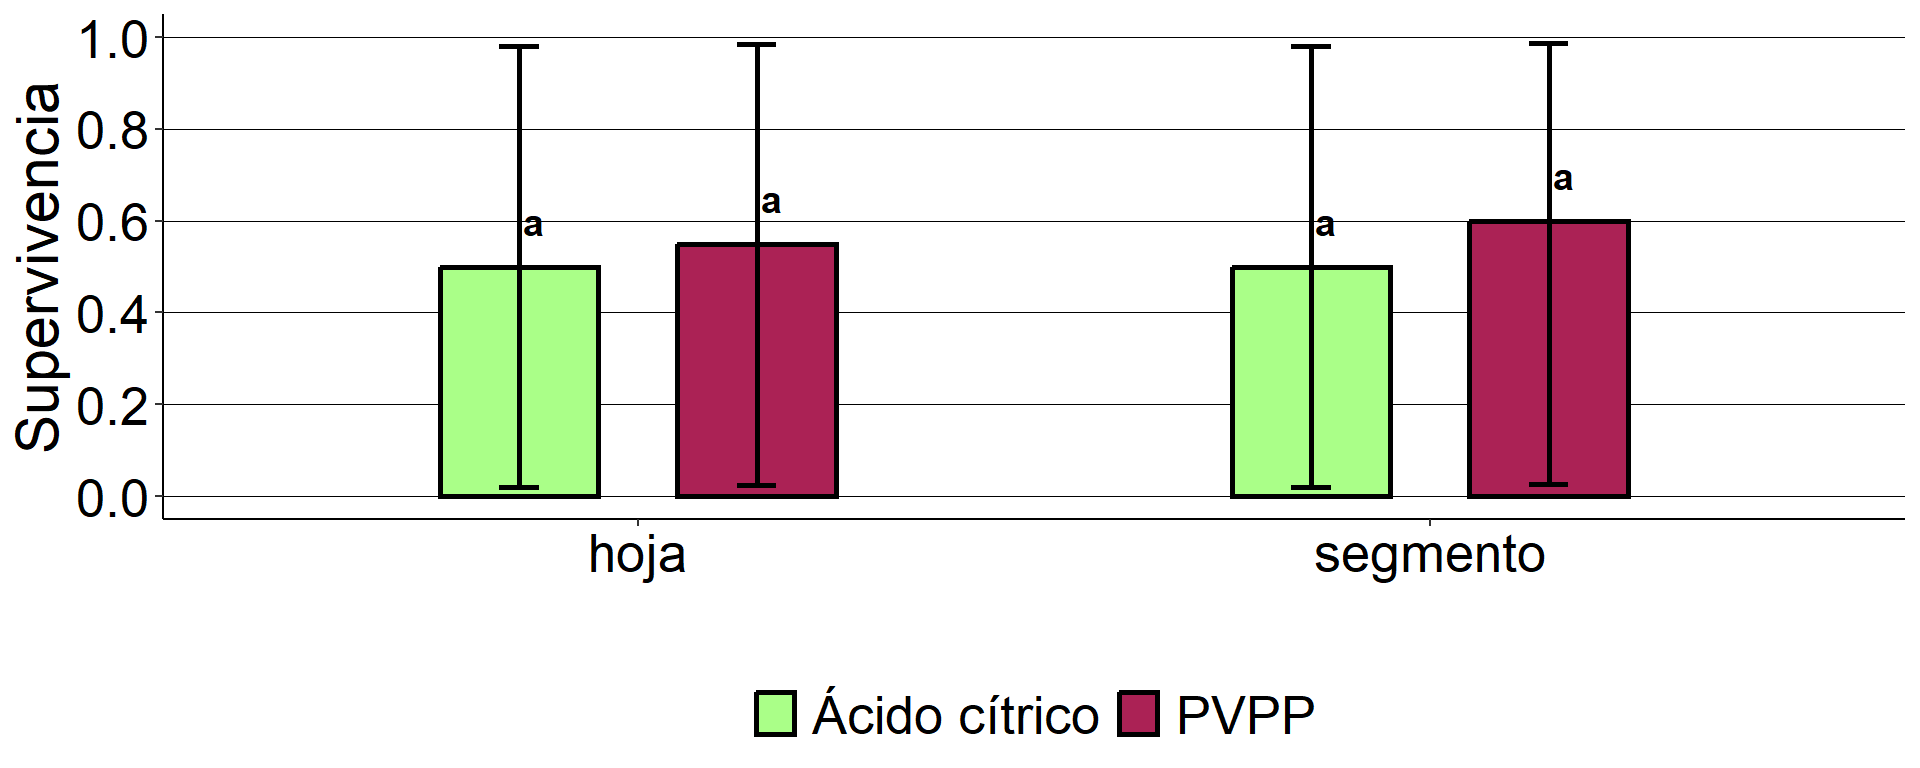 Supervivencia
1.0
0.8
0.6
0.4
0.2
0.0
a
a
a
a
hoja
segmento
Ácido cítrico
PVPP